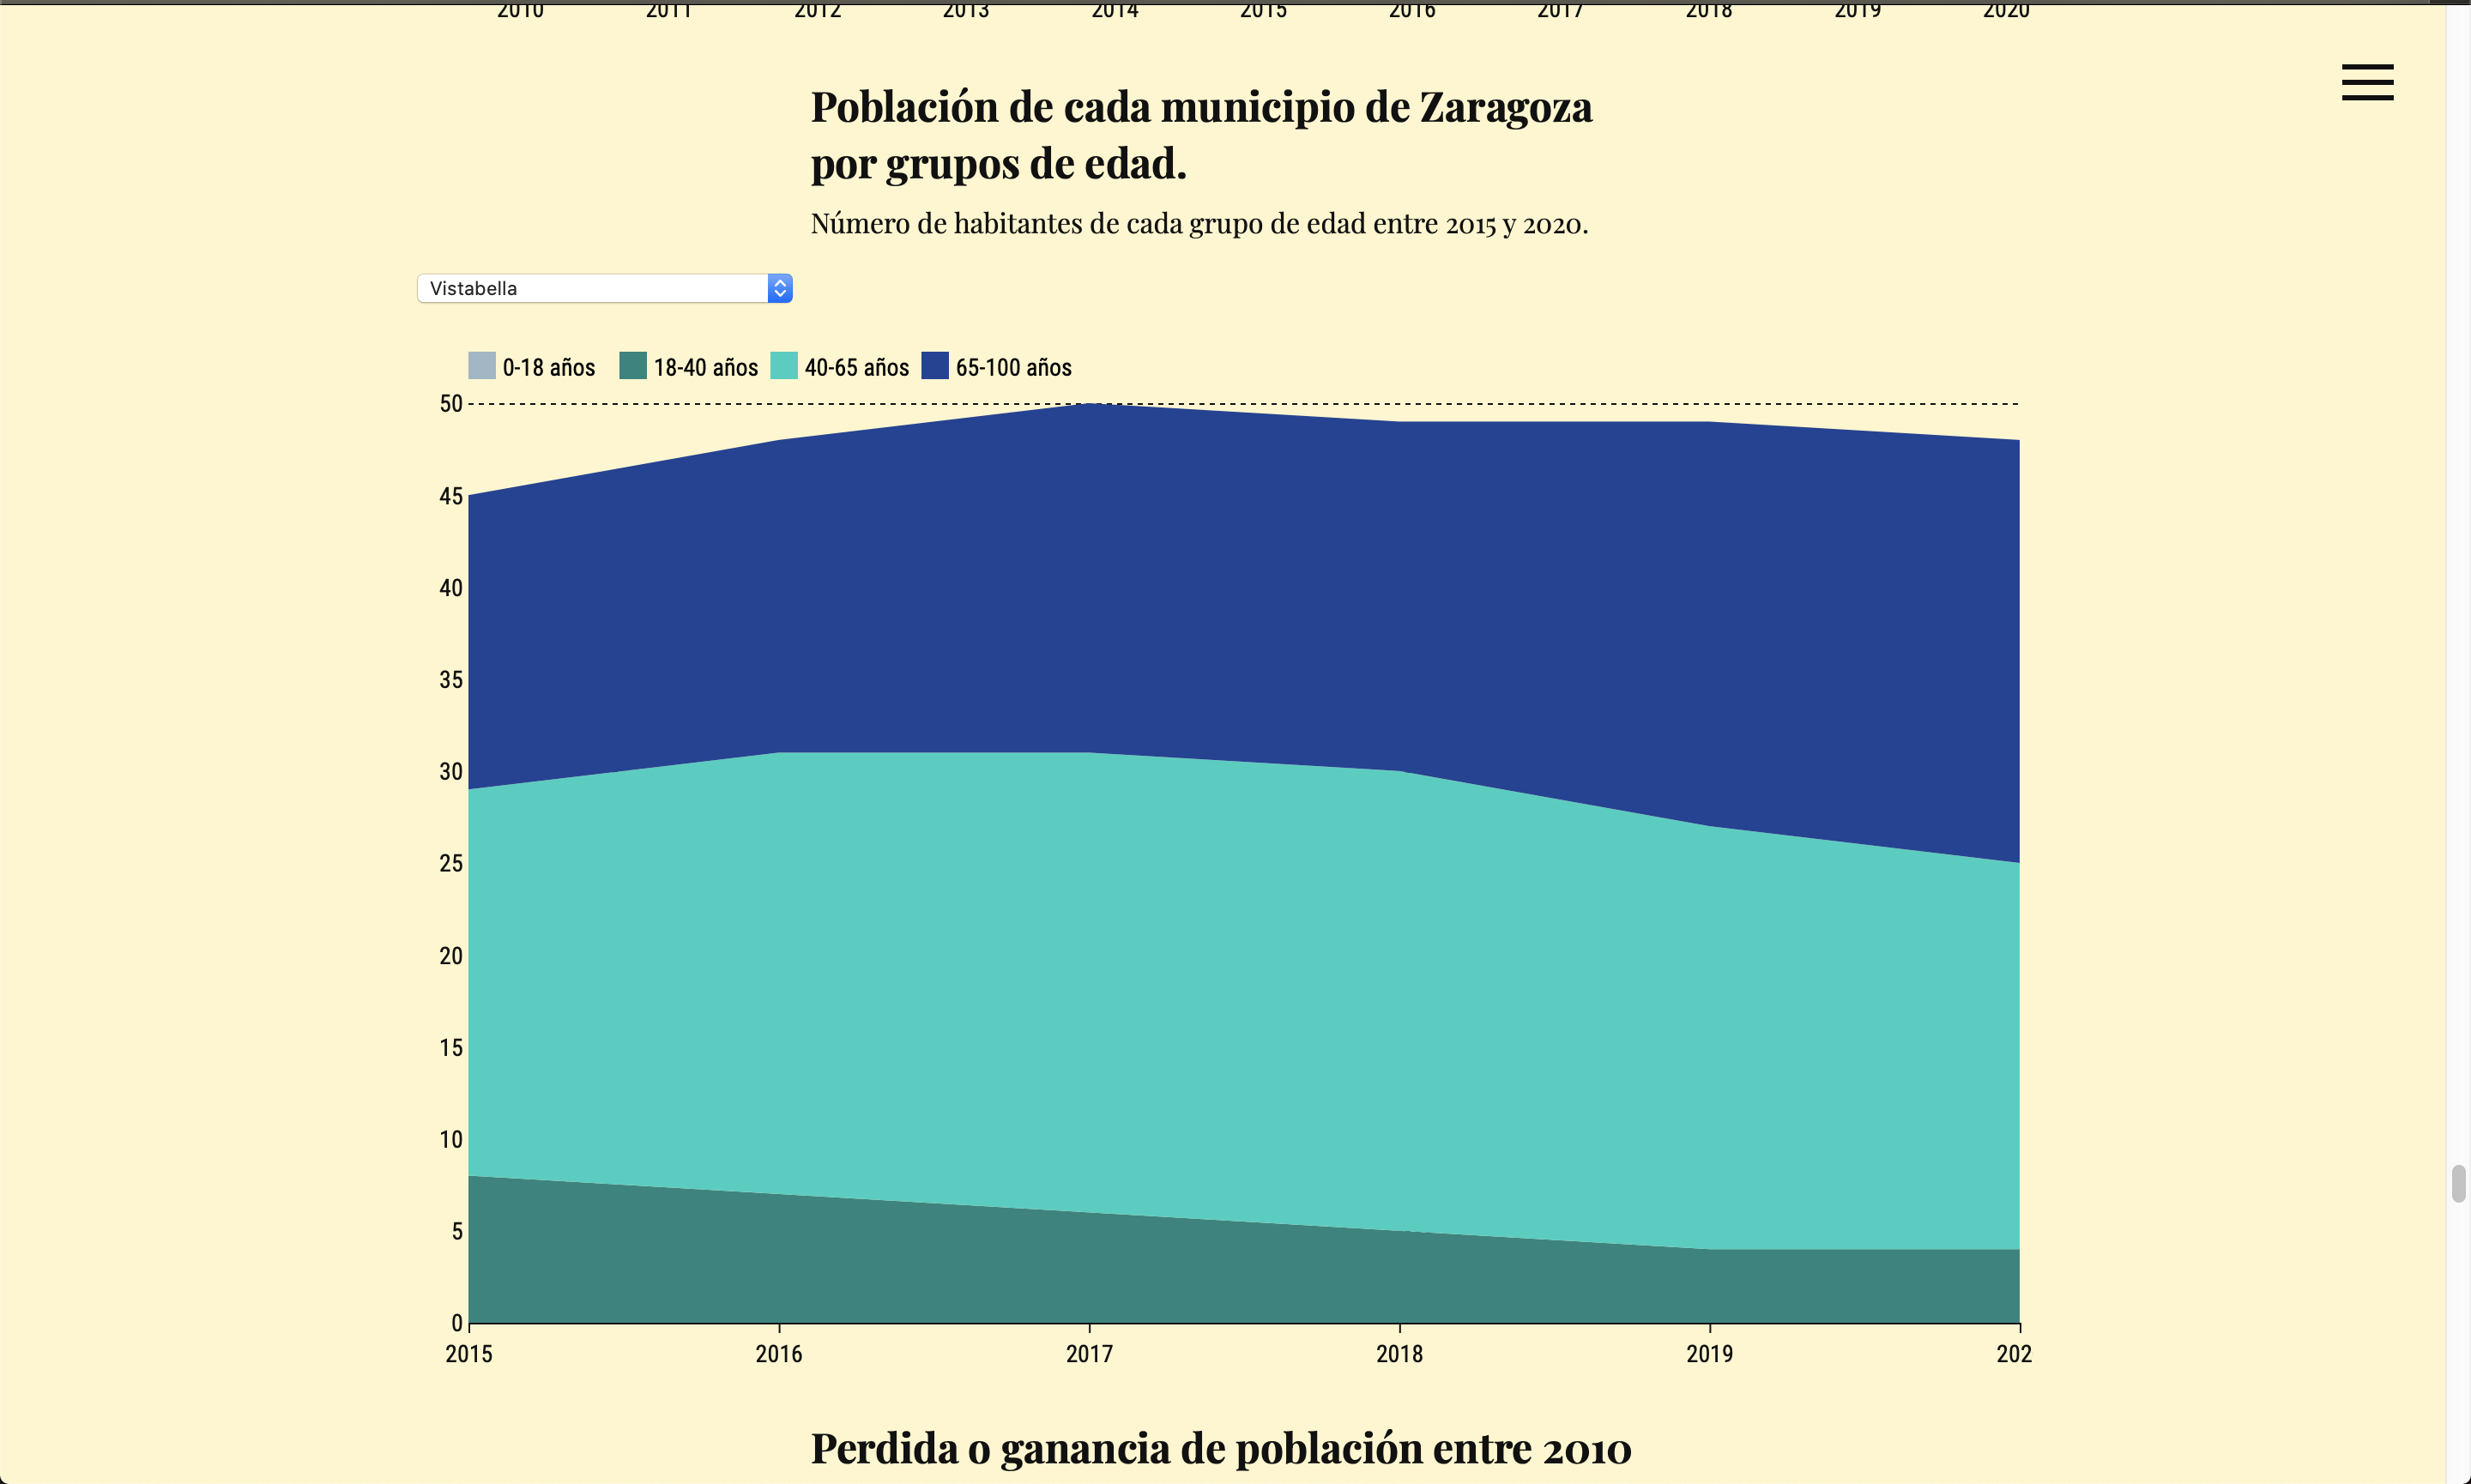 2010 2011 2012 2013 2014 2015 2016 2017 2018 2019 2020
Población de cada municipio de Zaragoza
por grupos de edad.
Número de habitantes de cada grupo de edad entre 2015 y 2020.
Vistabella
0-18 años 18-40 años 40-65 años 65-100 años
50
45
40
35
30
25
20
15
10
5
0
2015 2016 2017 2018 2019 202
Perdida o ganancia de población entre 2010